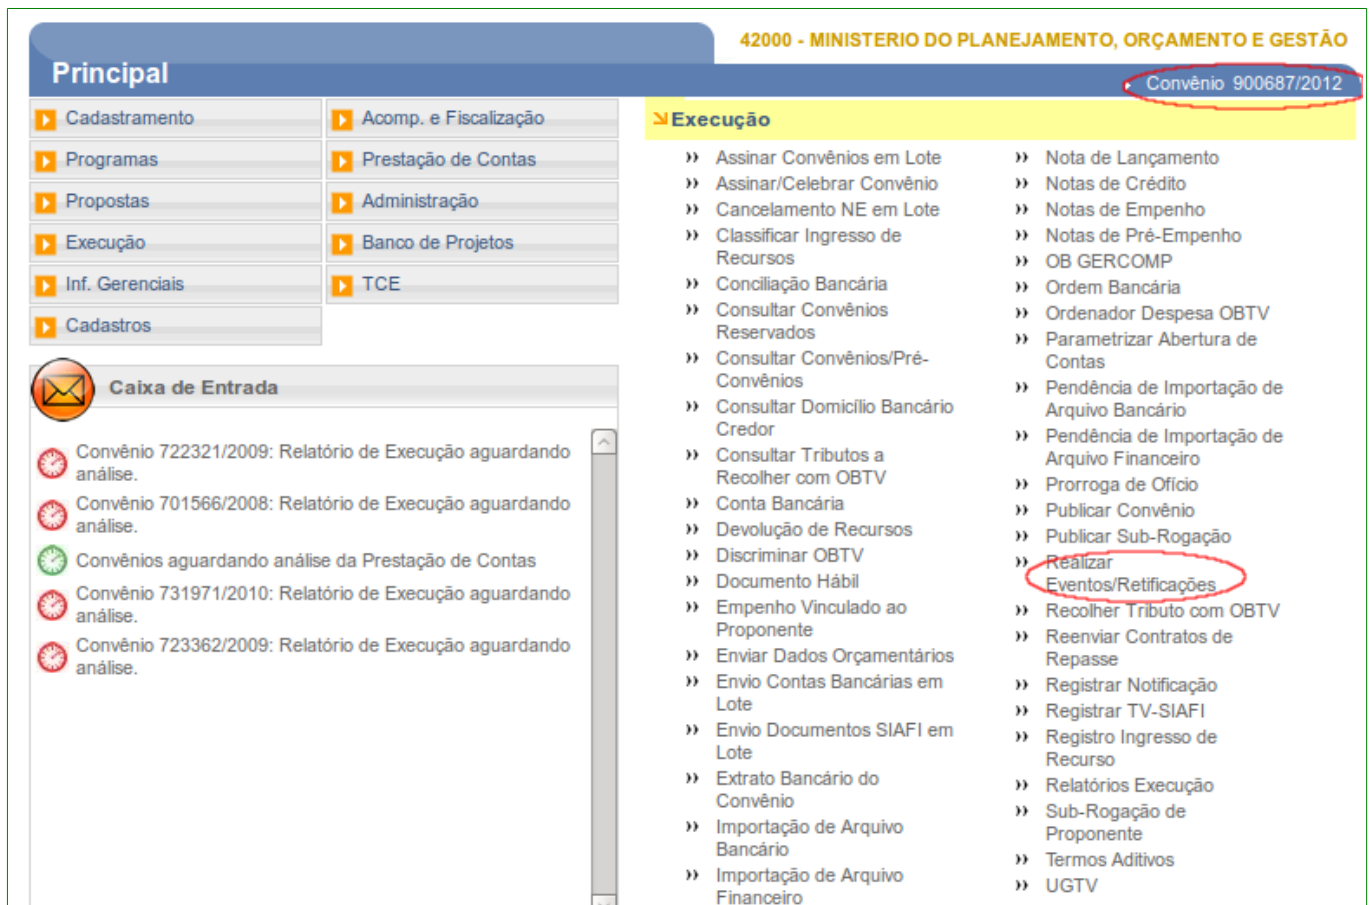 42000 - MINISTERIO DO PLANEJAMENTO, ORÇAMENTO E GESTÃO
Principal
Convênio 900687/2012
Cadastramento
Programas
Propostas
Execução
Inf. Gerenciais
Cadastros
Acomp. e Fiscalização
Prestação de Contas
Administração
Banco de Projetos
TCE
Caixa de Entrada
Convênio 722321/2009: Relatório de Execução aguardando
análise.
Convênio 701566/2008: Relatório de Execução aguardando
análise.
Convênios aguardando análise da Prestação de Contas
Convênio 731971/2010: Relatório de Execução aguardando
análise.
Convênio 723362/2009: Relatório de Execução aguardando
análise.
Execução
Assinar Convênios em Lote
Assinar/Celebrar Convênio
Cancelamento NE em Lote
Classificar Ingresso de
Recursos
Conciliação Bancária
Consultar Convênios
Reservados
Consultar Convênios/Pré-
Convênios
Consultar Domicílio Bancário
Credor
Consultar Tributos a
Recolher com OBTV
Conta Bancária
Devolução de Recursos
Discriminar OBTV
Documento Hábil
Empenho Vinculado ao
Proponente
Enviar Dados Orçamentários
Envio Contas Bancárias em
Lote
Envio Documentos SIAFI em
Lote
Extrato Bancário do
Convênio
Importação de Arquivo
Bancário
Importação de Arquivo
Financeiro
Nota de Lançamento
Notas de Crédito
Notas de Empenho
Notas de Pré-Empenho
OB GERCOMP
Ordem Bancária
Ordenador Despesa OBTV
Parametrizar Abertura de
Contas
Pendência de Importação de
Arquivo Bancário
Pendência de Importação de
Arquivo Financeiro
Prorroga de Ofício
Publicar Convênio
Publicar Sub-Rogação
Realizar
Eventos/Retificações
Recolher Tributo com OBTV
Reenviar Contratos de
Repasse
Registrar Notificação
Registrar TV-SIAFI
Registro Ingresso de
Recurso
Relatórios Execução
Sub-Rogação de
Proponente
Termos Aditivos
UGTV